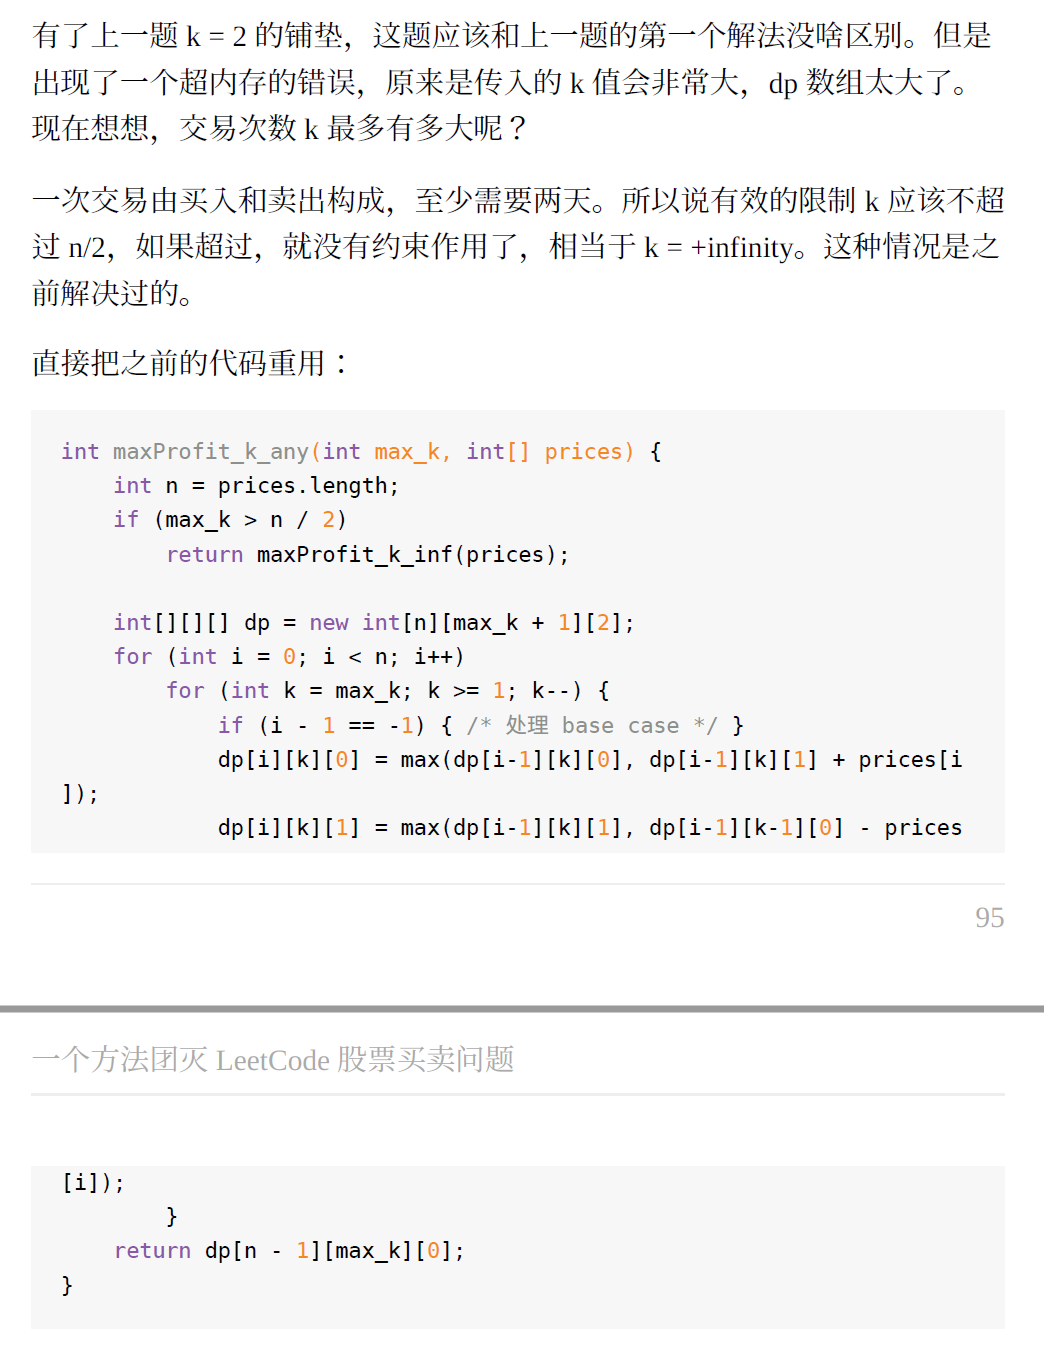 有了上一题 k = 2 的铺垫，这题应该和上一题的第一个解法没啥区别。但是
出现了一个超内存的错误，原来是传入的 k 值会非常大，dp 数组太大了。
现在想想，交易次数 k 最多有多大呢？
一次交易由买入和卖出构成，至少需要两天。所以说有效的限制 k 应该不超
过 n/2，如果超过，就没有约束作用了，相当于 k = +infinity。这种情况是之
前解决过的。
直接把之前的代码重用：
int maxProfit_k_any(int max_k, int[] prices) {
    int n = prices.length;
    if (max_k > n / 2)
        return maxProfit_k_inf(prices);
    int[][][] dp = new int[n][max_k + 1][2];
    for (int i = 0; i < n; i++)
        for (int k = max_k; k >= 1; k--) {
            if (i - 1 == -1) { /* 处理 base case */ }
            dp[i][k][0] = max(dp[i-1][k][0], dp[i-1][k][1] + prices[i
]);
            dp[i][k][1] = max(dp[i-1][k][1], dp[i-1][k-1][0] - prices
95
一个方法团灭 LeetCode 股票买卖问题
[i]);
        }
    return dp[n - 1][max_k][0];
}